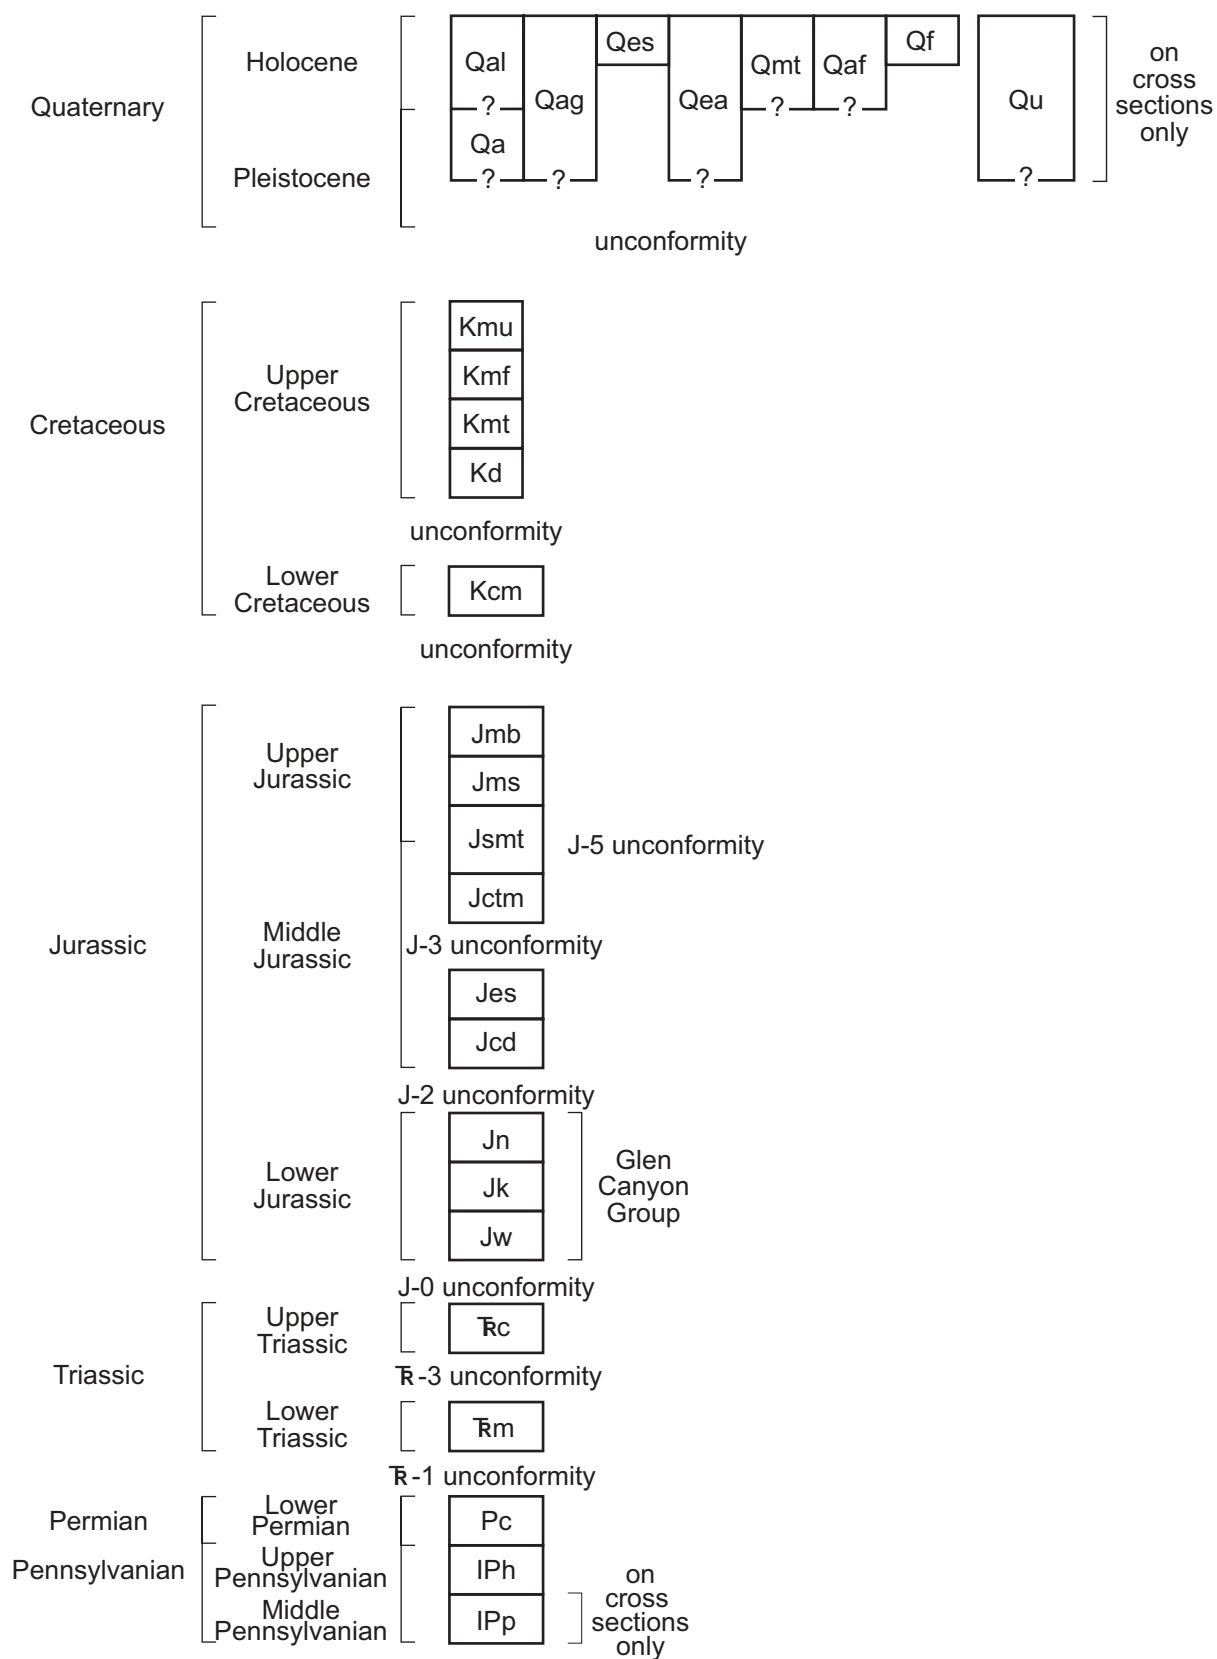 Quaternary
Holocene
Pleistocene
Qal
?
Qa
?
Qag
?
Qes
Qea
?
Qmt
?
Qaf
?
Qf
Qu
?
on
cross
sections
only
unconformity
Cretaceous
Upper
Cretaceous
Kmu
Kmf
Kmt
Kd
unconformity
Lower
Cretaceous
Kcm
unconformity
Jurassic
Upper
Jurassic
Jmb
Jms
Jsmt
J-5 unconformity
Middle
Jurassic
Jctm
J-3 unconformity
Jes
Jcd
J-2 unconformity
Lower
Jurassic
Jn
Jk
Jw
Glen
Canyon
Group
J-0 unconformity
Triassic
Upper
Triassic
TRc
TR-3 unconformity
Lower
Triassic
TRm
TR-1 unconformity
Permian
Lower
Permian
Pc
Pennsylvanian
Upper
Pennsylvanian
IPh
Middle
Pennsylvanian
IPp
on
cross
sections
only